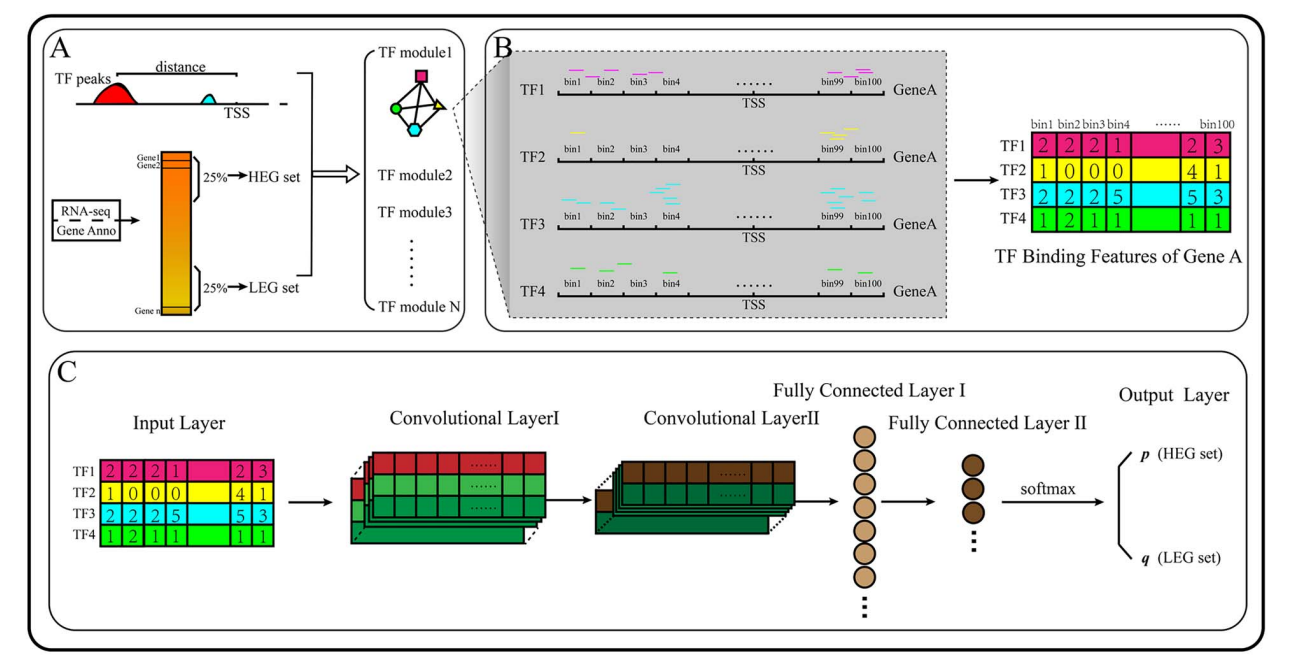 A
TF peaks
distance
TSS
Gene1
Gene2
25%
HEG set
RNA-seq
Gene Anno
25%
LEG set
Gene n
TF module1
TF module2
TF module3
TF module N
B
TF1 bin1 bin2 bin3 bin4 ...... bin99 bin100 GeneA
TSS
TF2 bin1 bin2 bin3 bin4 ...... bin99 bin100 GeneA
TSS
TF3 bin1 bin2 bin3 bin4 ...... bin99 bin100 GeneA
TSS
TF4 bin1 bin2 bin3 bin4 ...... bin99 bin100 GeneA
TSS
bin1 bin2 bin3 bin4 ...... bin100
TF1 2 2 2 1 2 3
TF2 1 0 0 0 4 1
TF3 2 2 2 5 5 3
TF4 1 2 1 1 1 1
TF Binding Features of Gene A
C
Input Layer
TF1 2 2 2 1 2 3
TF2 1 0 0 0 4 1
TF3 2 2 2 5 5 3
TF4 1 2 1 1 1 1
Convolutional LayerI
......
......
......
Convolutional LayerII
......
......
Fully Connected Layer I
Fully Connected Layer II
softmax
Output Layer
p (HEG set)
q (LEG set)